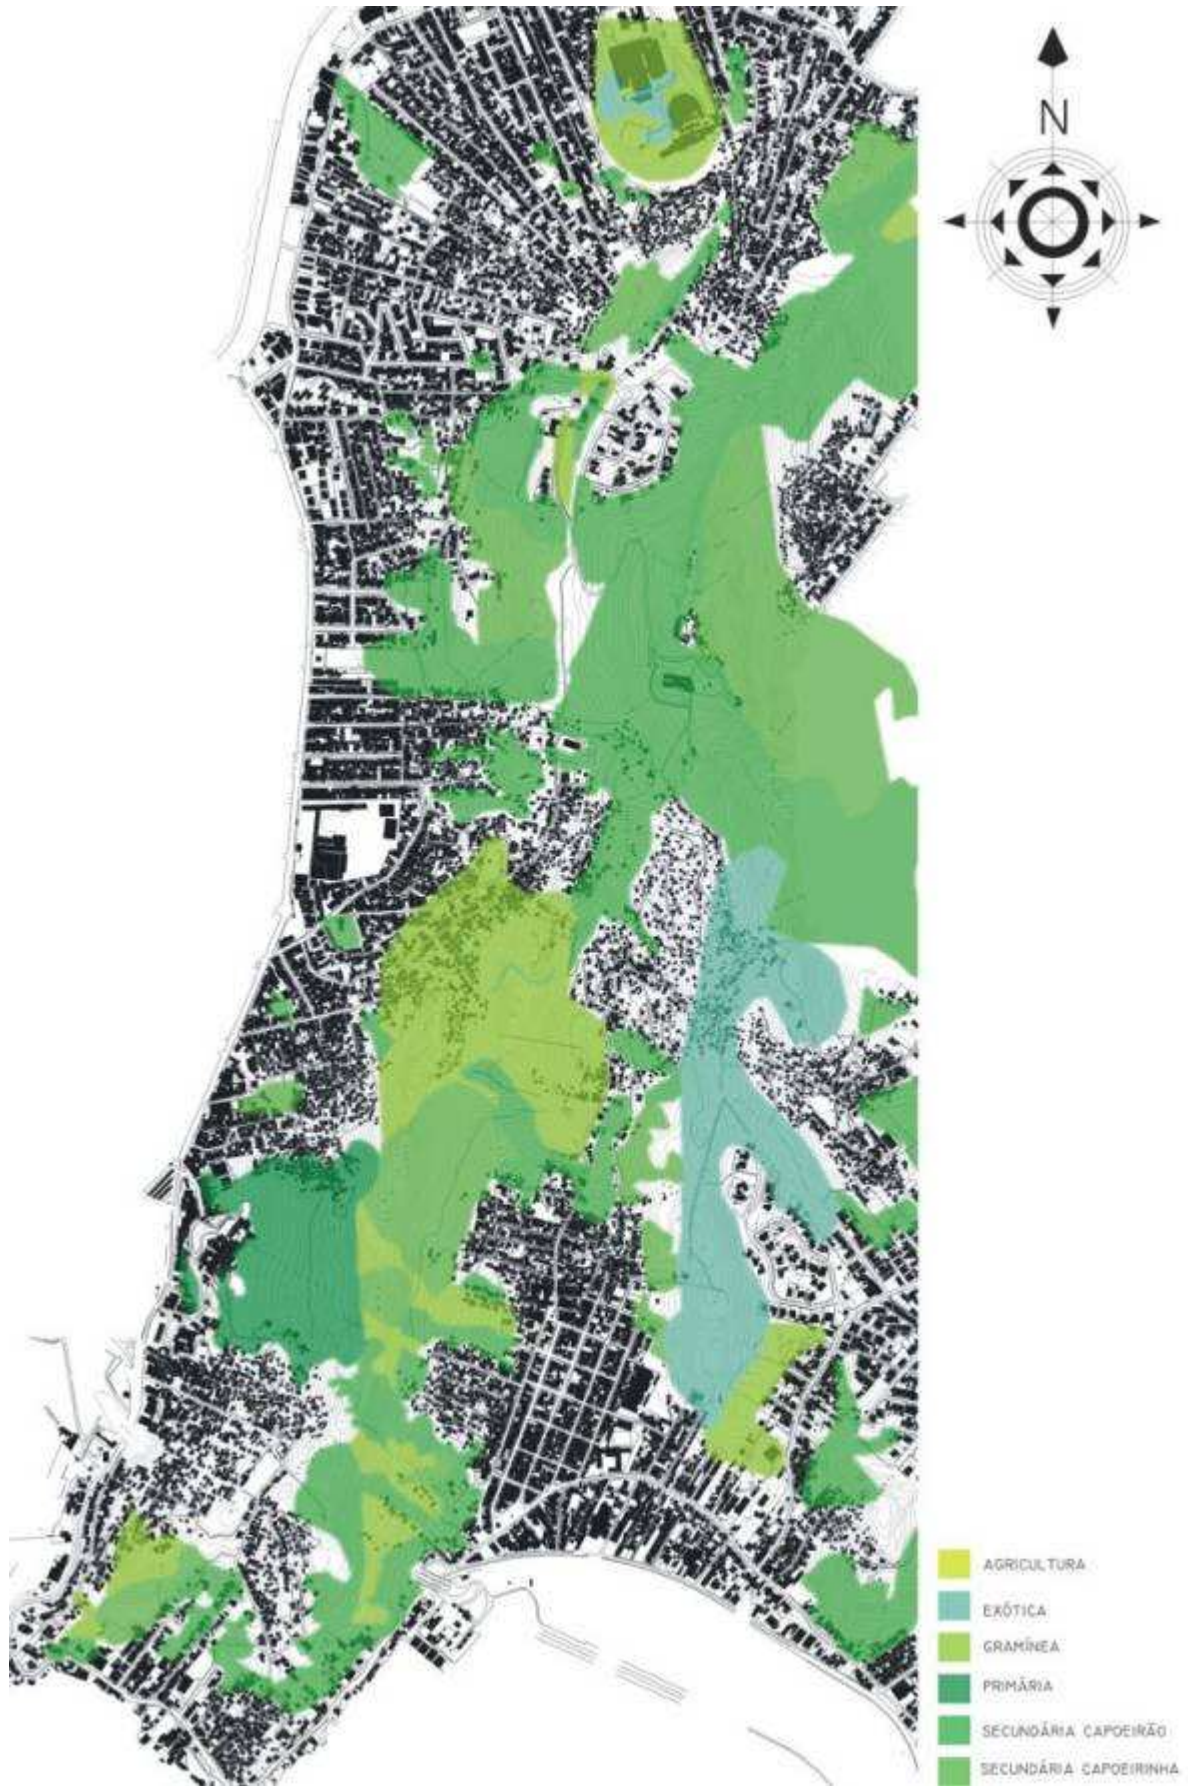 N
AGRICULTURA
EXÓTICA
GRAMÍNEA
PRIMÁRIA
SECUNDÁRIA CAPOEIRÃO
SECUNDÁRIA CAPOEIRINHA